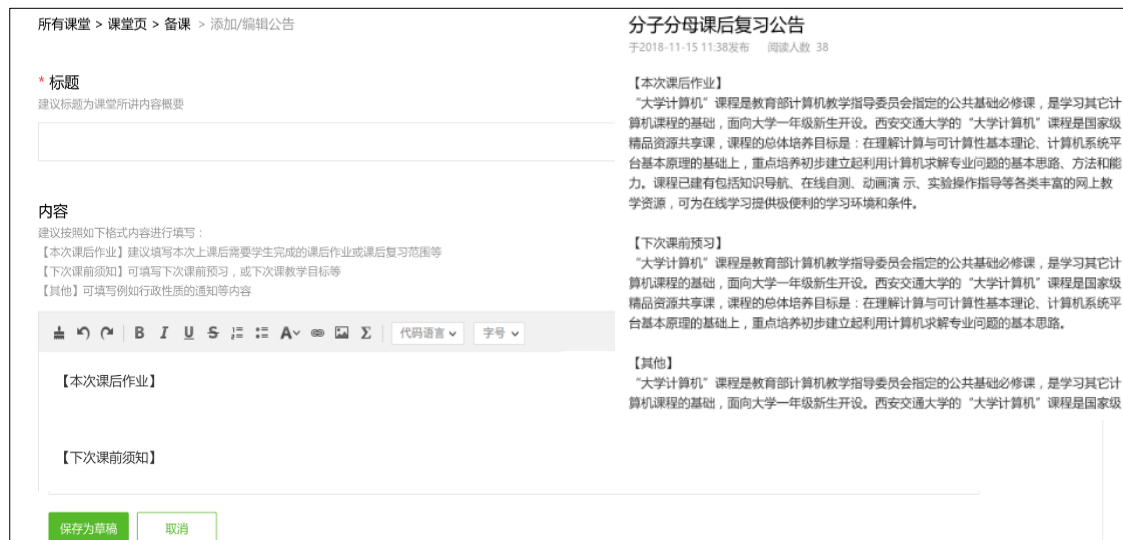 所有课堂 > 课堂页 > 备课 > 添加/编辑公告
* 标题
建议标题为课堂所讲内容概要
内容
建议按照如下格式内容进行填写：
【本次课后作业】建议填写本次上课后需要学生完成的课后作业或课后复习范围等
【下次课前须知】可填写下次课前预习，或下次课教学目标等
【其他】可填写例如行政性质的通知等内容
B I U S A Σ 代码语言 字号
【本次课后作业】
【下次课前须知】
保存为草稿 取消
分子分母课后复习公告
于2018-11-15 11:38发布 阅读人数 38
【本次课后作业】
“大学计算机”课程是教育部计算机教学指导委员会指定的公共基础必修课，是学习其它计
算机课程的基础，面向大学一年级新生开设。西安交通大学的“大学计算机”课程是国家级
精品资源共享课，课程的总体培养目标是：在理解计算与可计算性基本理论、计算机系统平
台基本原理的基础上，重点培养初步建立起利用计算机求解专业问题的基本思路、方法和能
力。课程已建有包括知识导航、在线自测、动画演 示、实验操作指导等各类丰富的网上教
学资源，可为在线学习提供极便利的学习环境和条件。
【下次课前预习】
“大学计算机”课程是教育部计算机教学指导委员会指定的公共基础必修课，是学习其它计
算机课程的基础，面向大学一年级新生开设。西安交通大学的“大学计算机”课程是国家级
精品资源共享课，课程的总体培养目标是：在理解计算与可计算性基本理论、计算机系统平
台基本原理的基础上，重点培养初步建立起利用计算机求解专业问题的基本思路。
【其他】
“大学计算机”课程是教育部计算机教学指导委员会指定的公共基础必修课，是学习其它计
算机课程的基础，面向大学一年级新生开设。西安交通大学的“大学计算机”课程是国家级